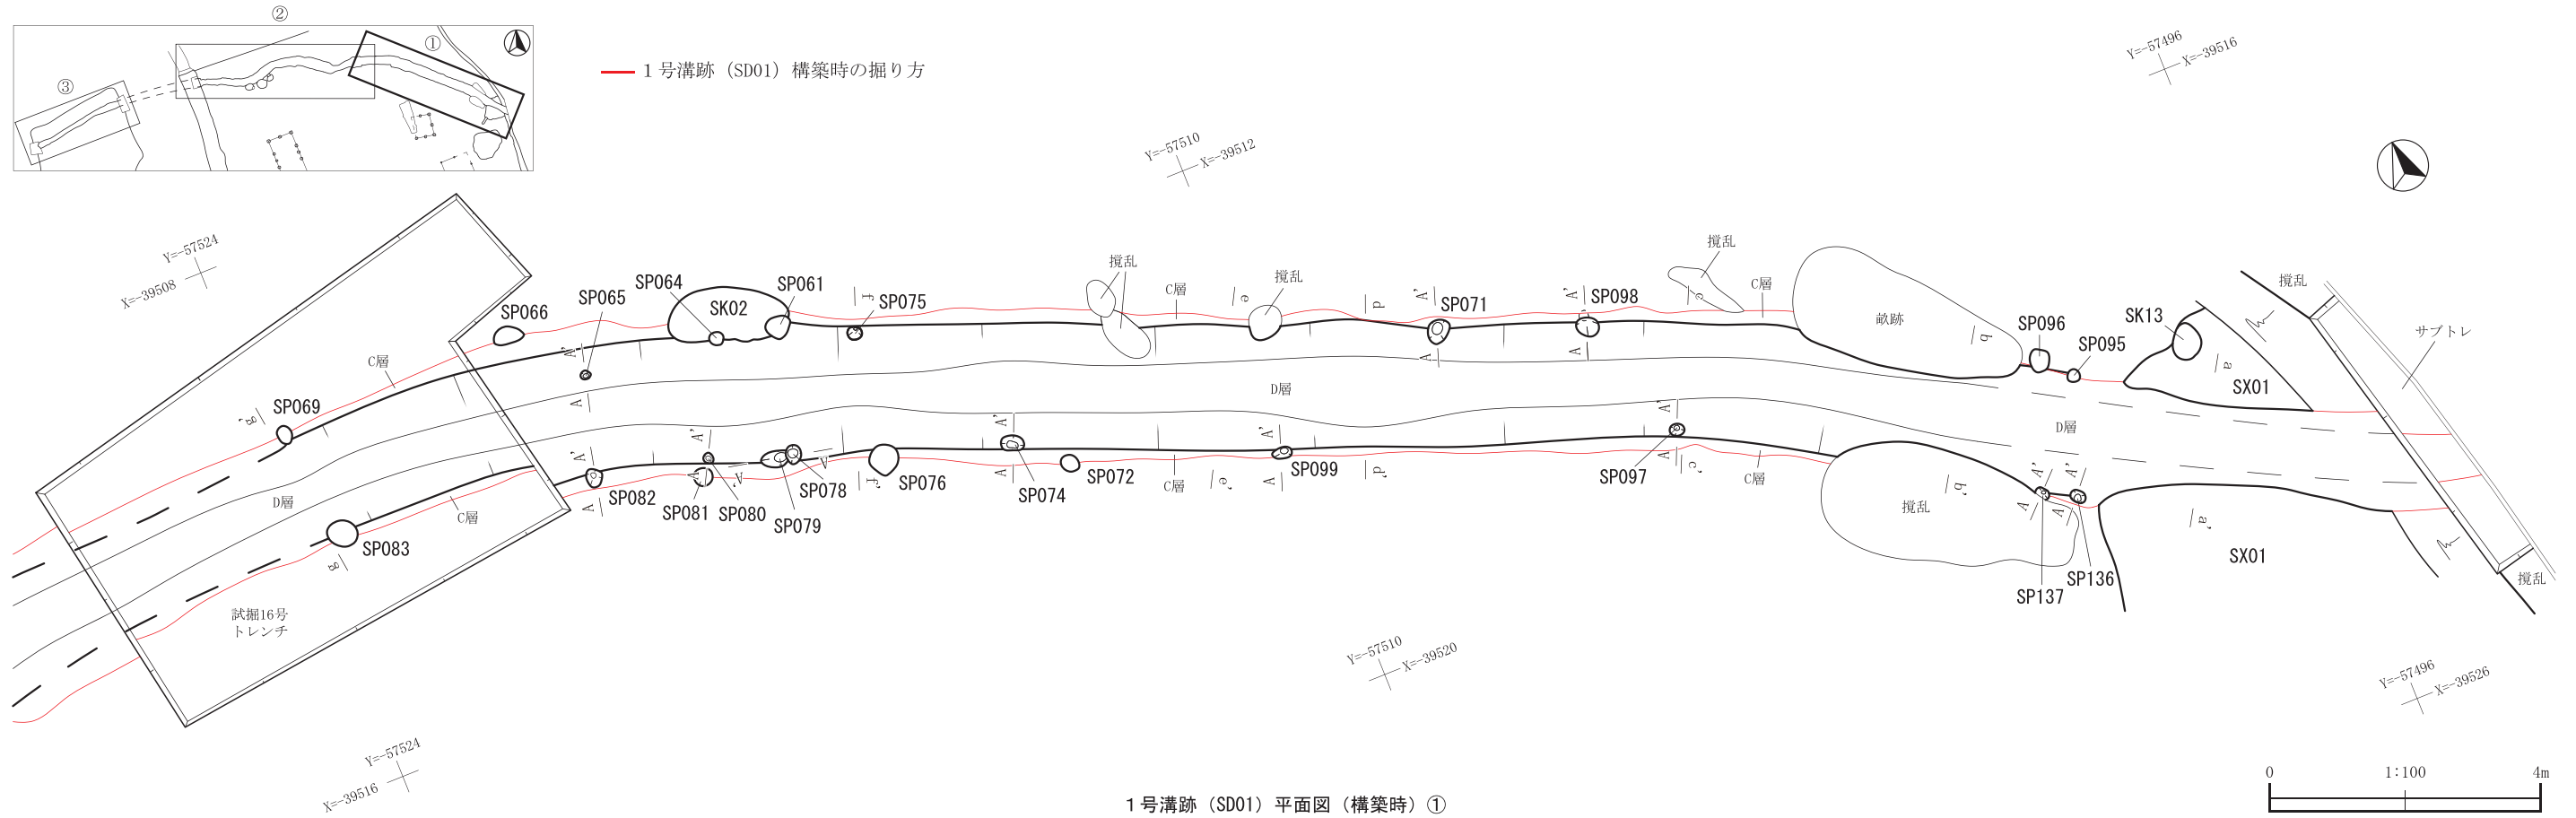 ②
①
③
１号溝跡（SD01）構築時の掘り方
Y=-57496
X=-39516
Y=-57510
X=-39512
Y=-57524
X=-39508
撹乱
撹乱
撹乱
撹乱
サブトレ
SP066
SP065
SP064
SK02
SP061
SP075
C層
SP071
SP098
C層
畝跡
SP096
SK13
SP095
SX01
C層
SP069
f
e
d
c
b
a
g'
A'
A'
A'
A
A
A
D層
D層
D層
A'
A'
A'
A'
A'
A'
A'
A'
A
A
A
A
A
A
A
A
SP082
SP081
SP080
SP079
SP078
SP076
SP074
SP072
C層
SP099
SP097
C層
撹乱
SP137
SP136
SX01
撹乱
f'
e'
d'
c'
b'
a'
g
C層
SP083
試掘16号
トレンチ
Y=-57510
X=-39520
Y=-57496
X=-39526
Y=-57524
X=-39516
0
1:100
4m
１号溝跡（SD01）平面図（構築時）①